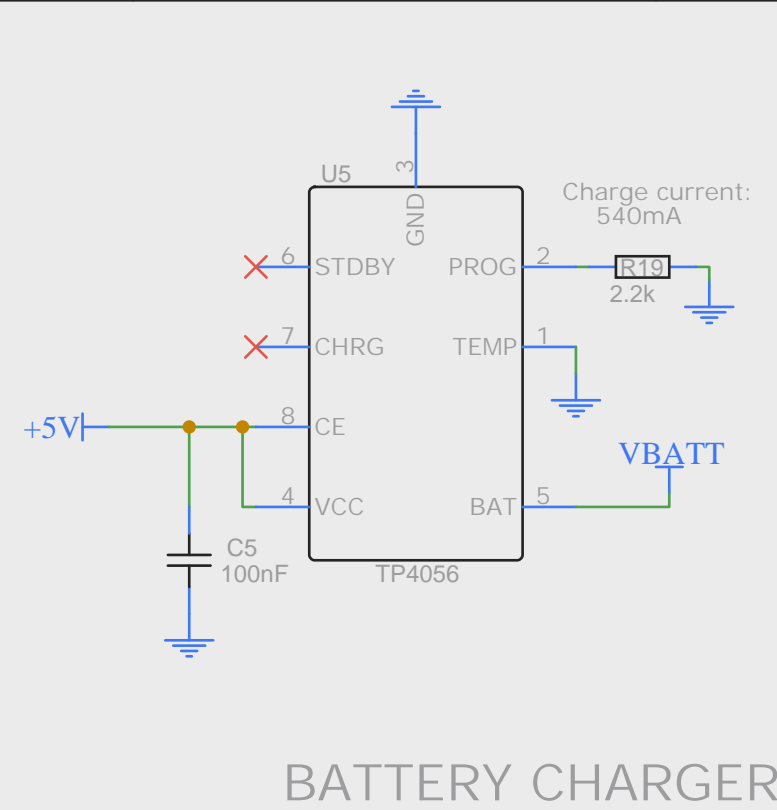 U5
3
GND
Charge current:
540mA
6
STDBY
PROG
2
R19
2.2k
7
CHRG
TEMP
1
+5V
8
CE
VBATT
4
VCC
BAT
5
C5
100nF
TP4056
BATTERY CHARGER